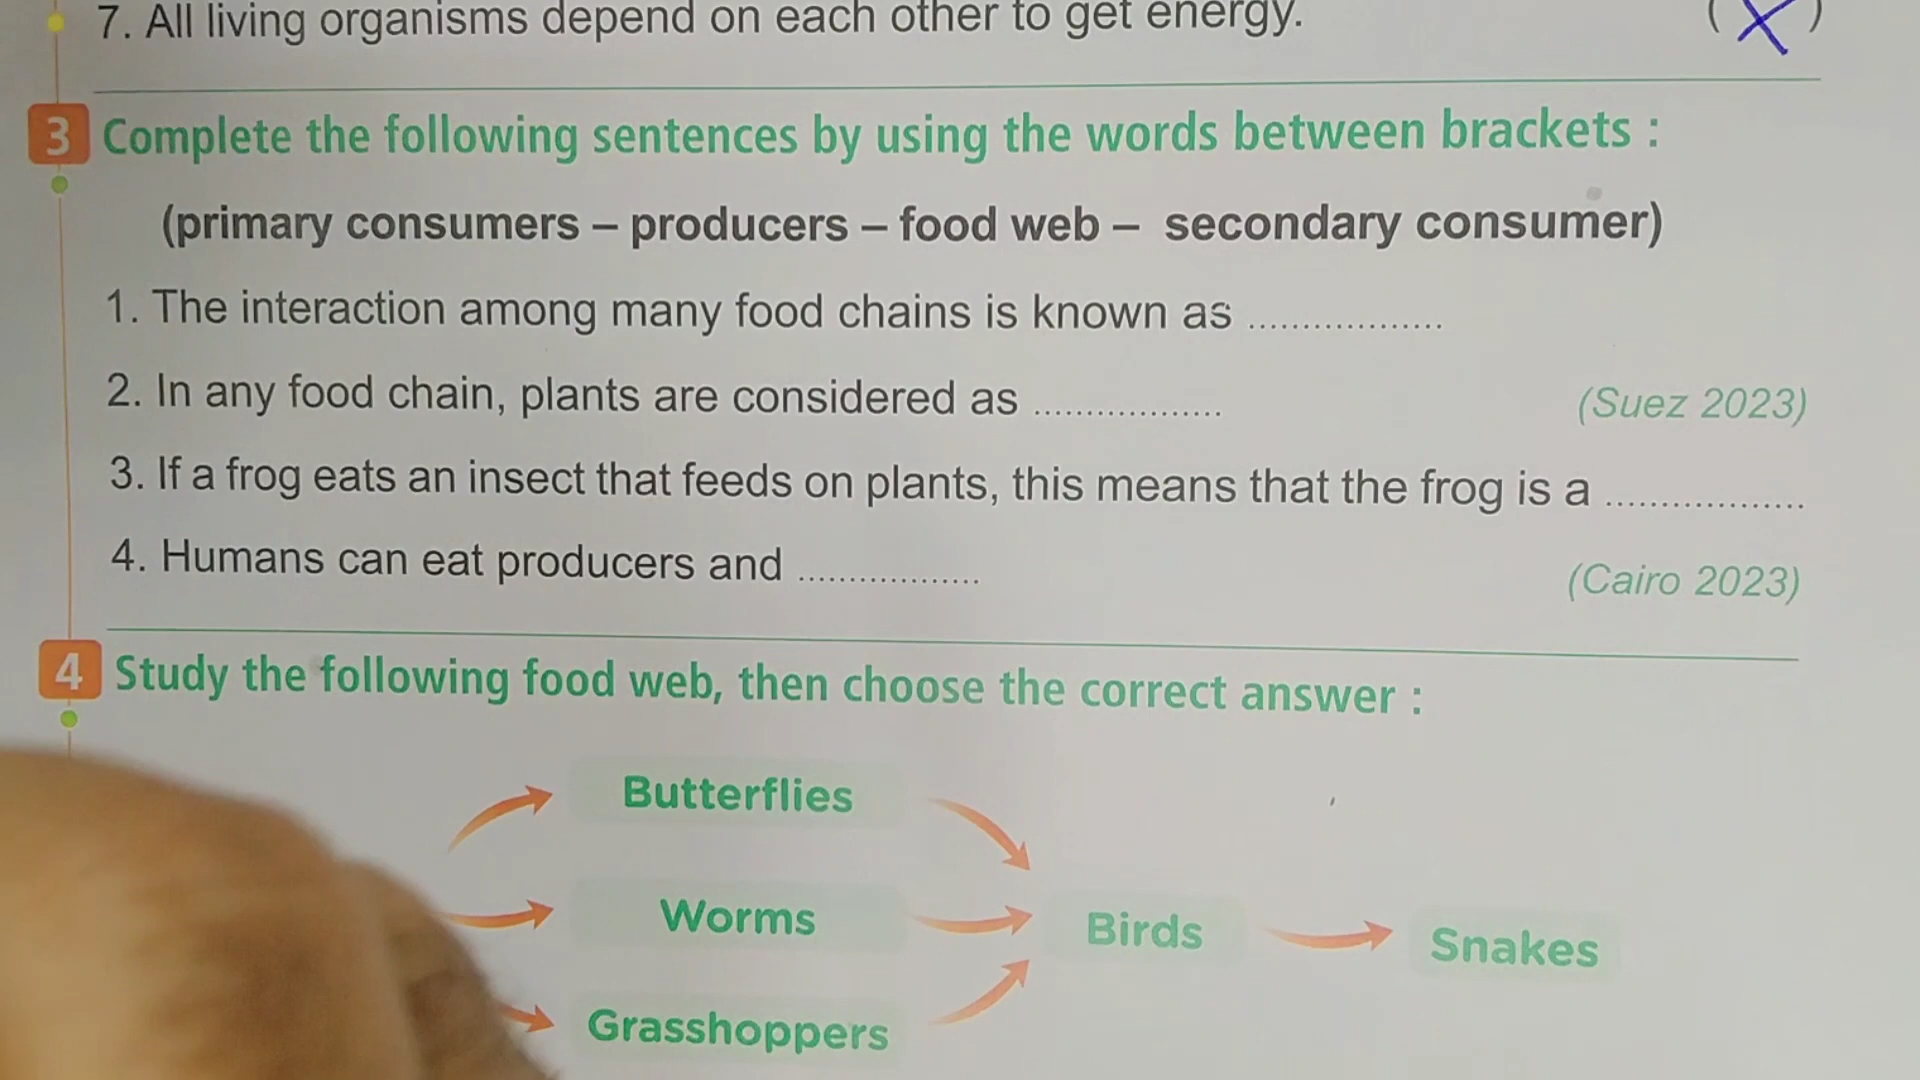 7. All living organisms depend on each other to get energy. (X)
3 Complete the following sentences by using the words between brackets :
(primary consumers – producers – food web – secondary consumer)
1. The interaction among many food chains is known as ..................
2. In any food chain, plants are considered as .................. (Suez 2023)
3. If a frog eats an insect that feeds on plants, this means that the frog is a ..................
4. Humans can eat producers and .................. (Cairo 2023)
4 Study the following food web, then choose the correct answer :
Butterflies
Worms
Birds
Snakes
Grasshoppers